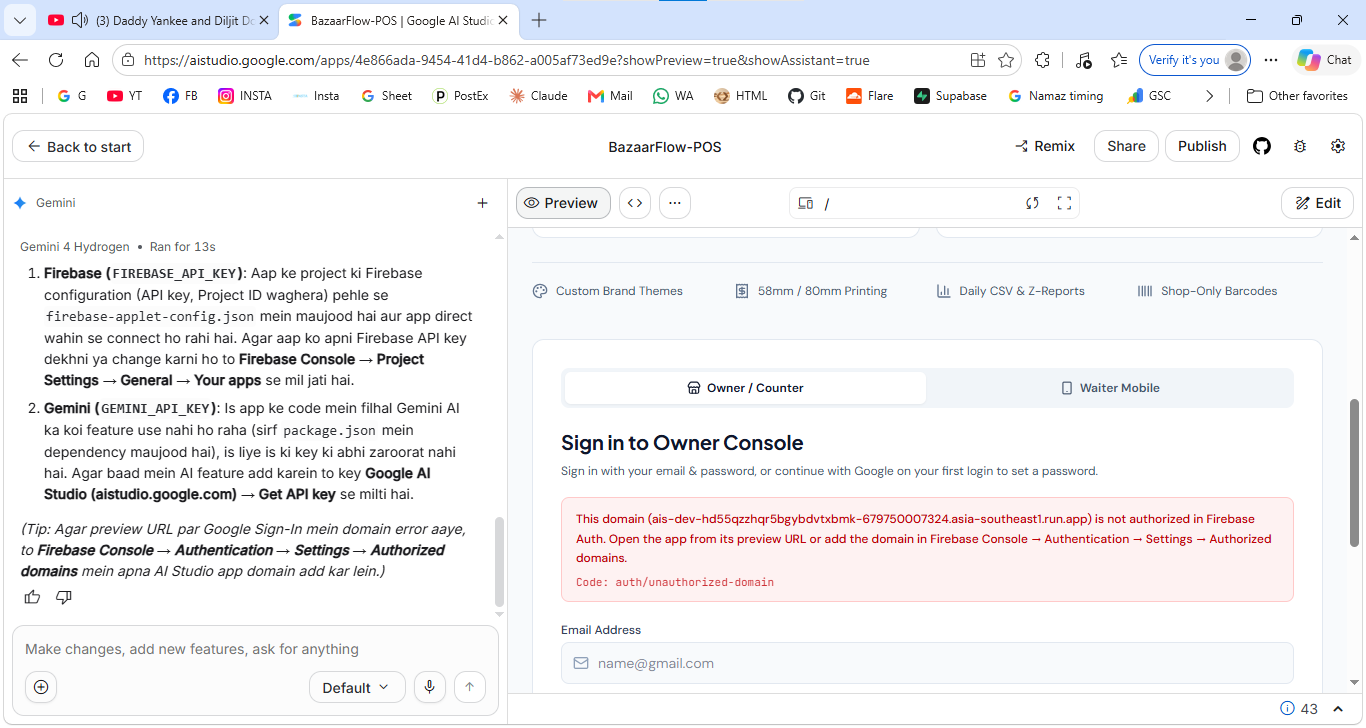 (3) Daddy Yankee and Diljit Do
BazaarFlow-POS | Google AI Studio
https://aistudio.google.com/apps/4e866ada-9454-41d4-b862-a005af73ed9e?showPreview=true&showAssistant=true
Verify it's you
Chat
G
YT
FB
INSTA
Insta
Sheet
PostEx
Claude
Mail
WA
HTML
Git
Flare
Supabase
Namaz timing
GSC
Other favorites
Back to start
BazaarFlow-POS
Remix
Share
Publish
Gemini
Preview
/
Edit
Gemini 4 Hydrogen • Ran for 13s
1. Firebase (FIREBASE_API_KEY): Aap ke project ki Firebase
configuration (API key, Project ID waghera) pehle se
firebase-applet-config.json mein maujood hai aur app direct
wahin se connect ho rahi hai. Agar aap ko apni Firebase API key
dekhni ya change karni ho to Firebase Console → Project
Settings → General → Your apps se mil jati hai.
2. Gemini (GEMINI_API_KEY): Is app ke code mein filhal Gemini AI
ka koi feature use nahi ho raha (sirf package.json mein
dependency maujood hai), is liye is ki key ki abhi zaroorat nahi
hai. Agar baad mein AI feature add karein to key Google AI
Studio (aistudio.google.com) → Get API key se milti hai.
(Tip: Agar preview URL par Google Sign-In mein domain error aaye,
to Firebase Console → Authentication → Settings → Authorized
domains mein apna AI Studio app domain add kar lein.)
Make changes, add new features, ask for anything
Default
Custom Brand Themes
58mm / 80mm Printing
Daily CSV & Z-Reports
Shop-Only Barcodes
Owner / Counter
Waiter Mobile
Sign in to Owner Console
Sign in with your email & password, or continue with Google on your first login to set a password.
This domain (ais-dev-hd55qzzhqr5bgybdvtxbmk-679750007324.asia-southeast1.run.app) is not authorized in Firebase
Auth. Open the app from its preview URL or add the domain in Firebase Console → Authentication → Settings → Authorized
domains.
Code: auth/unauthorized-domain
Email Address
name@gmail.com
43